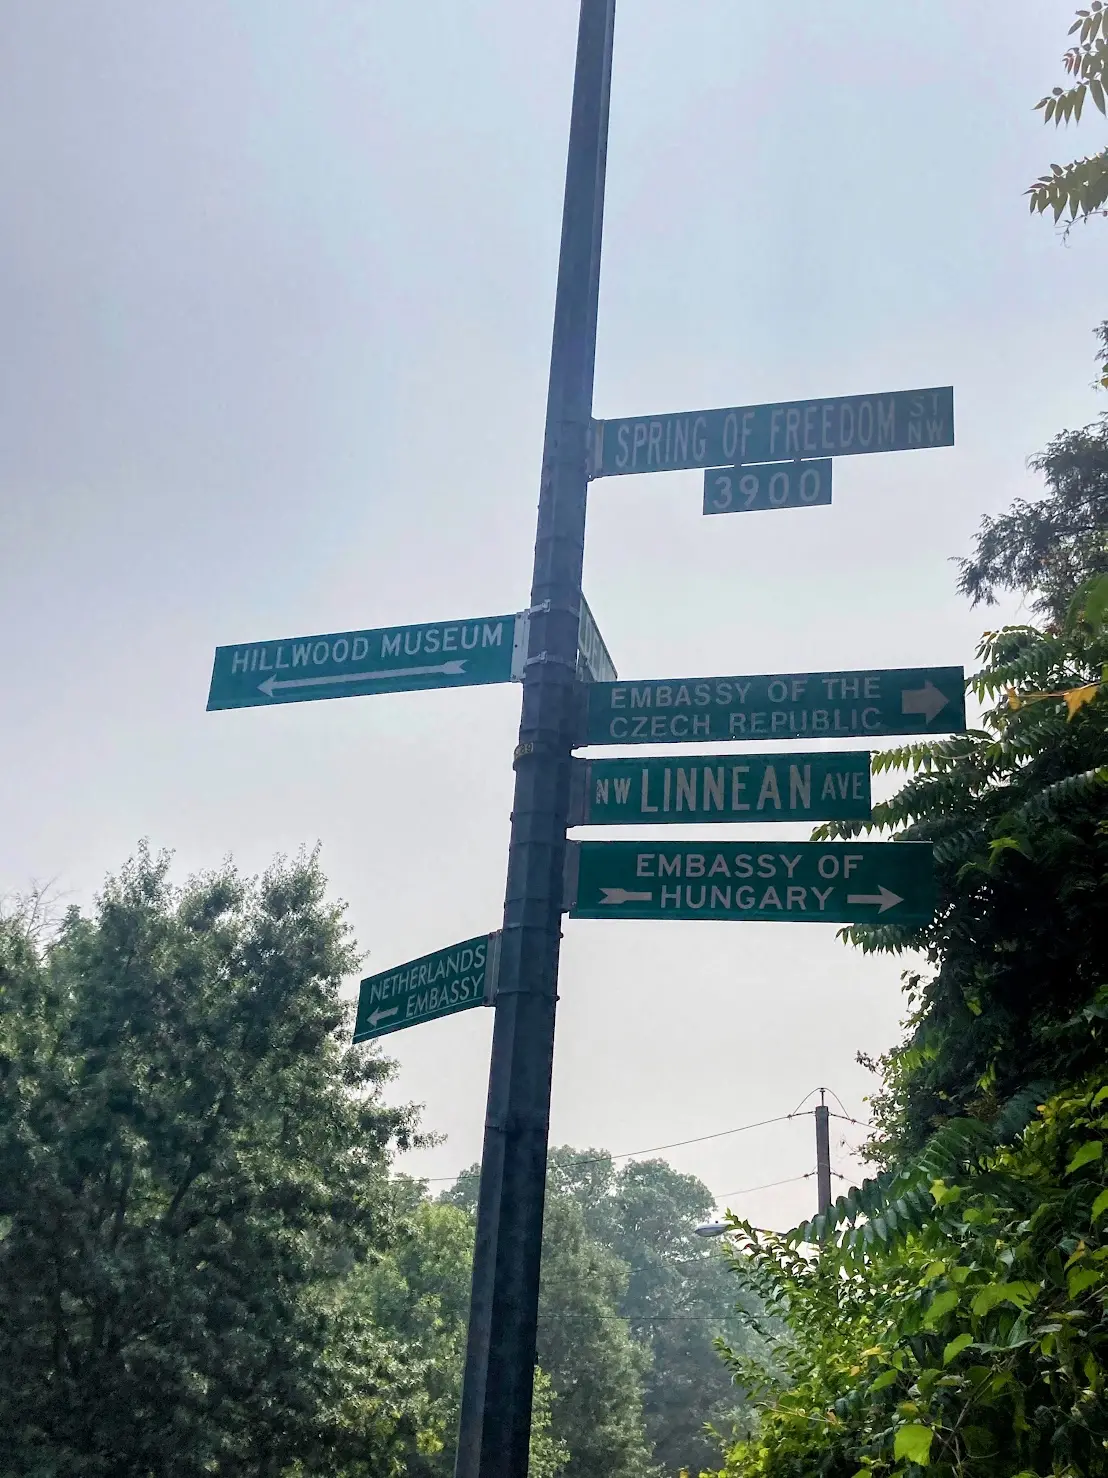 SPRING OF FREEDOM ST NW
3900
HILLWOOD MUSEUM
EMBASSY OF THE
CZECH REPUBLIC
NW LINNEAN AVE
EMBASSY OF
HUNGARY
NETHERLANDS
EMBASSY